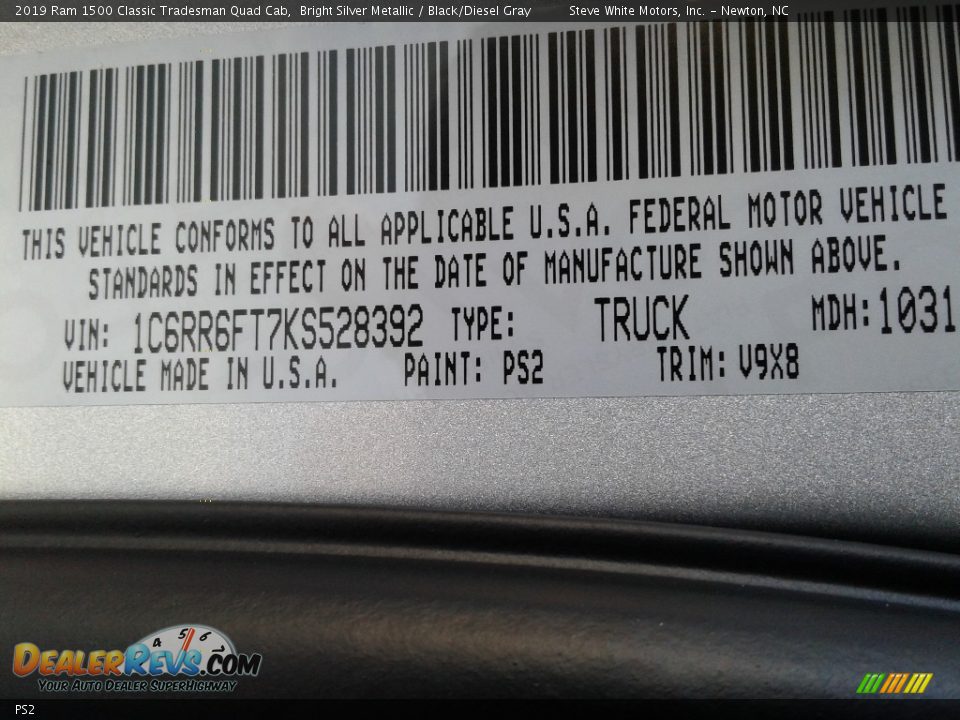 2019 Ram 1500 Classic Tradesman Quad Cab, Bright Silver Metallic / Black/Diesel Gray Steve White Motors, Inc. – Newton, NC
THIS VEHICLE CONFORMS TO ALL APPLICABLE U.S.A. FEDERAL MOTOR VEHICLE
STANDARDS IN EFFECT ON THE DATE OF MANUFACTURE SHOWN ABOVE.
VIN: 1C6RR6FT7KS528392 TYPE: TRUCK MDH: 1031
VEHICLE MADE IN U.S.A. PAINT: PS2 TRIM: V9X8
4 5 6
DEALERREVS.COM
YOUR AUTO DEALER SUPERHIGHWAY
PS2